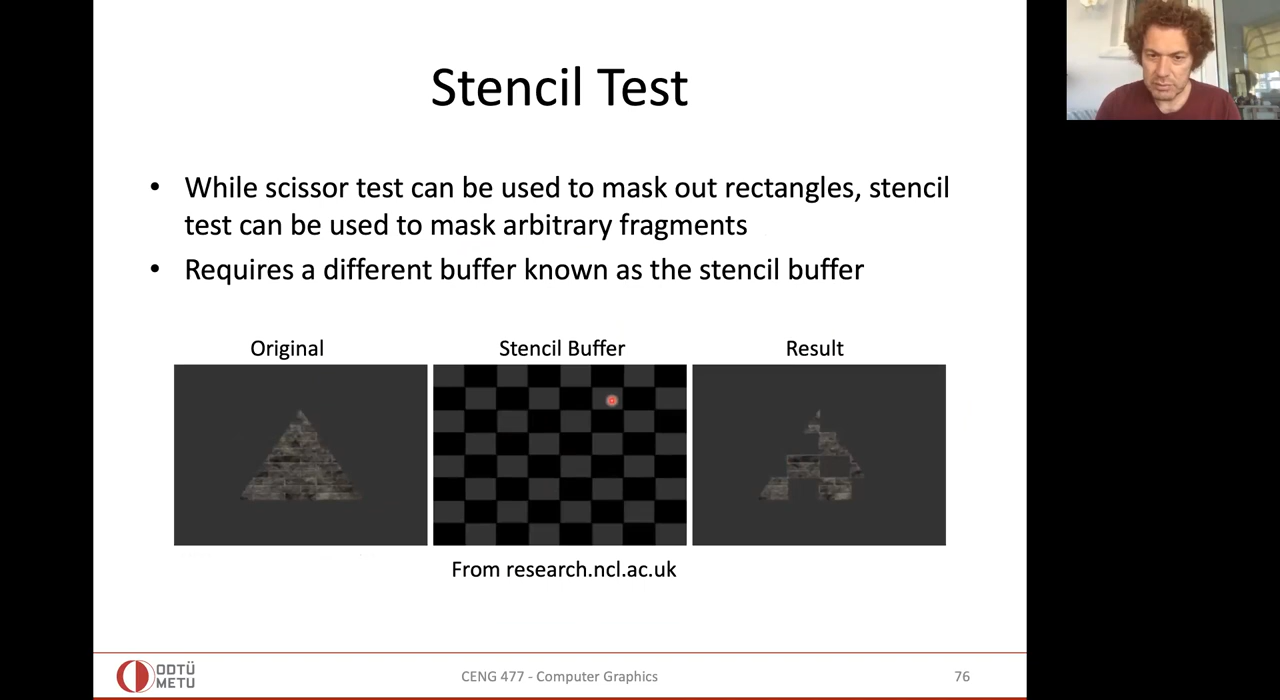 Stencil Test
• While scissor test can be used to mask out rectangles, stencil
test can be used to mask arbitrary fragments
• Requires a different buffer known as the stencil buffer
Original
Stencil Buffer
Result
From research.ncl.ac.uk
ODTÜ
METU
CENG 477 - Computer Graphics
76